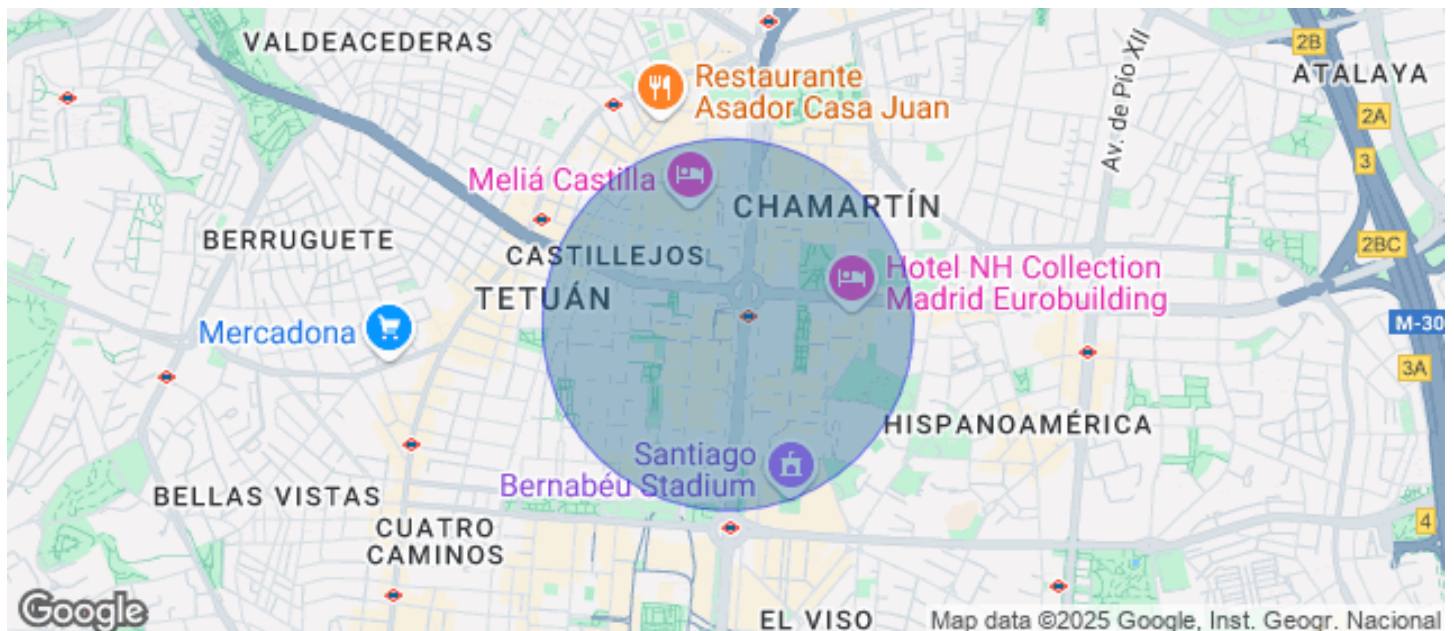 VALDEACEDERAS
2B
ATALAYA
Restaurante
Asador Casa Juan
Av. de Pío XII
2A
3
Meliá Castilla
CHAMARTÍN
BERRUGUETE
CASTILLEJOS
2BC
Hotel NH Collection
Madrid Eurobuilding
TETUÁN
Mercadona
M-30
3A
HISPANOAMÉRICA
Santiago
Bernabéu Stadium
BELLAS VISTAS
CUATRO
CAMINOS
4
Google
EL VISO
Map data ©2025 Google, Inst. Geogr. Nacional